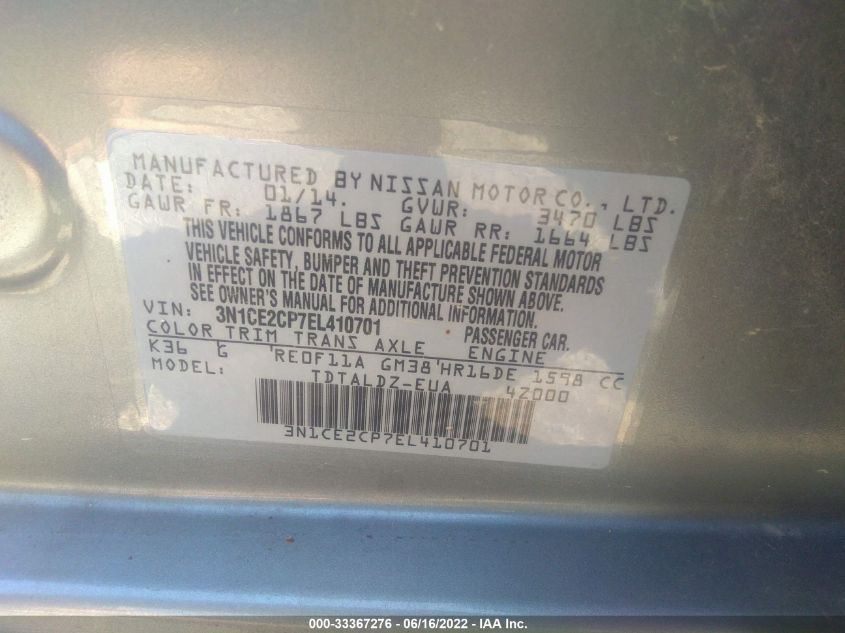 MANUFACTURED BY NISSAN MOTOR CO., LTD.
DATE: 01/14. GVWR: 3470 LBS
GAWR FR: 1867 LBS GAWR RR: 1664 LBS
THIS VEHICLE CONFORMS TO ALL APPLICABLE FEDERAL MOTOR
VEHICLE SAFETY, BUMPER AND THEFT PREVENTION STANDARDS
IN EFFECT ON THE DATE OF MANUFACTURE SHOWN ABOVE.
SEE OWNER'S MANUAL FOR ADDITIONAL INFORMATION.
VIN: 3N1CE2CP7EL410701 PASSENGER CAR.
COLOR TRIM TRANS AXLE ENGINE
K36 G 'RE0F11A GM38'HR16DE 1598 CC
MODEL: TDTALDZ-EUA 4Z000
3N1CE2CP7EL410701
000-33367276 - 06/16/2022 - IAA Inc.